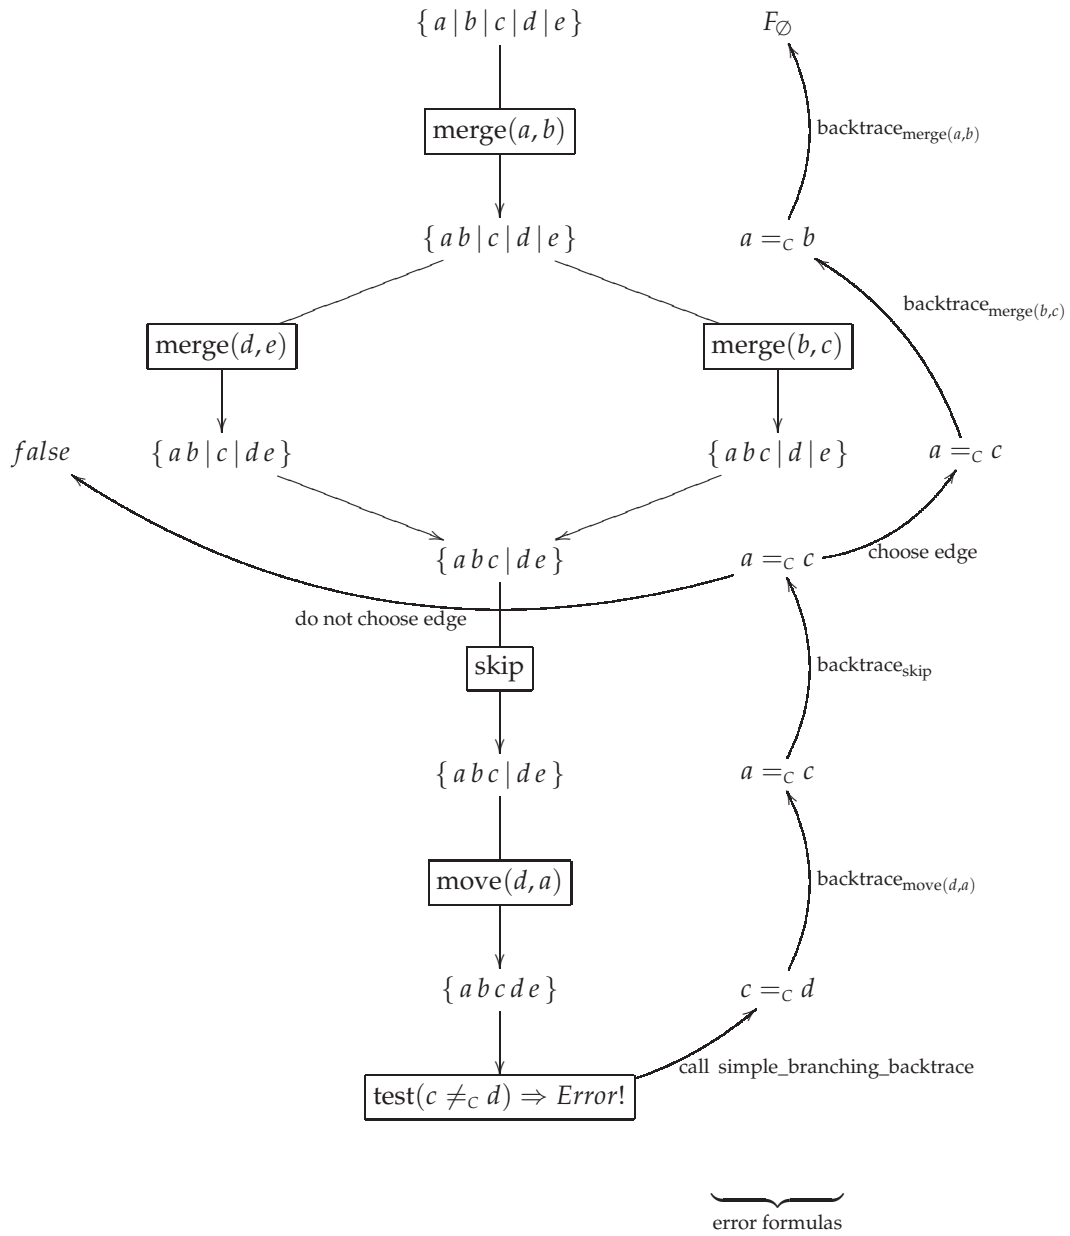 { a | b | c | d | e } F∅
merge(a, b)
backtrace_merge(a,b)
{ a b | c | d | e } a =_C b
backtrace_merge(b,c)
merge(d, e) merge(b, c)
false { a b | c | d e } { a b c | d | e } a =_C c
{ a b c | d e } a =_C c choose edge
do not choose edge
skip backtrace_skip
{ a b c | d e } a =_C c
move(d, a) backtrace_move(d,a)
{ a b c d e } c =_C d
call simple_branching_backtrace
test(c ≠_C d) ⇒ Error!
error formulas